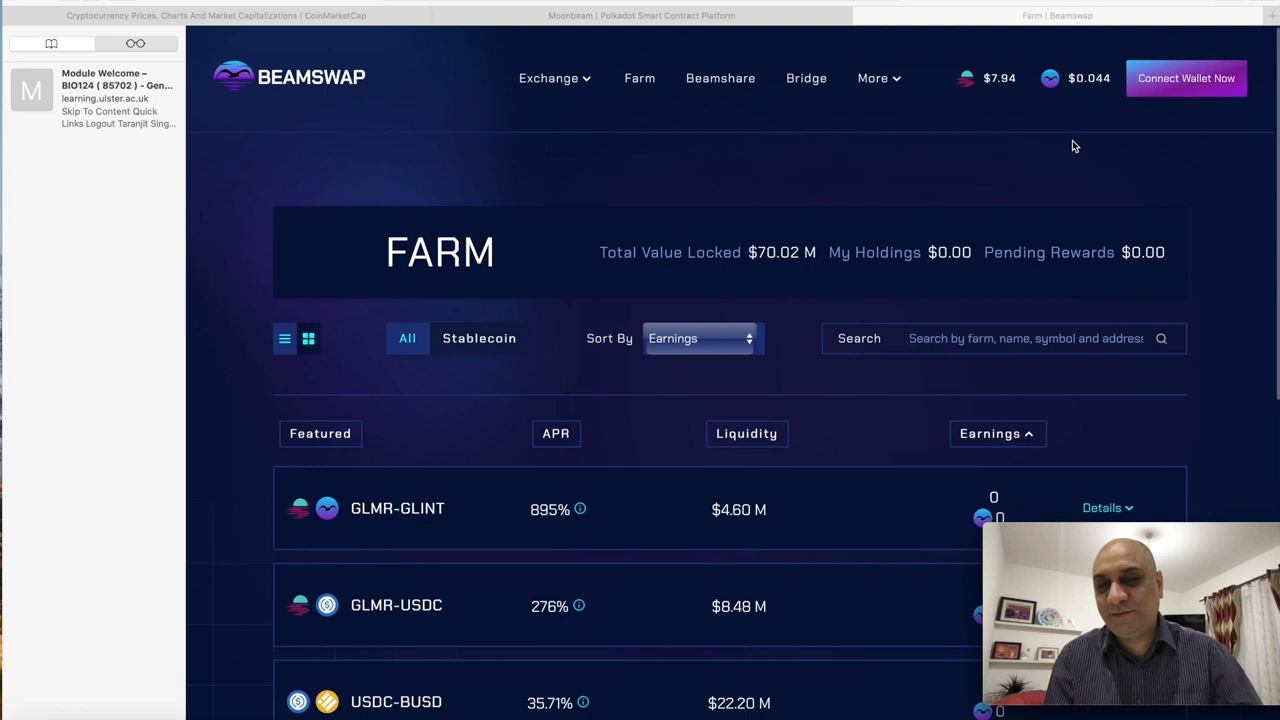 Cryptocurrency Prices, Charts And Market Capitalizations | CoinMarketCap
Moonbeam | Polkadot Smart Contract Platform
Farm | Beamswap
M
Module Welcome –
BIO124 ( 85702 ) - Gen...
learning.ulster.ac.uk
Skip To Content Quick
Links Logout Taranjit Sing...
BEAMSWAP
Exchange
Farm
Beamshare
Bridge
More
$7.94
$0.044
Connect Wallet Now
FARM
Total Value Locked $70.02 M
My Holdings $0.00
Pending Rewards $0.00
All
Stablecoin
Sort By
Earnings
Search
Search by farm, name, symbol and address
Featured
APR
Liquidity
Earnings
GLMR-GLINT
895%
$4.60 M
0
0
Details
GLMR-USDC
276%
$8.48 M
USDC-BUSD
35.71%
$22.20 M
0